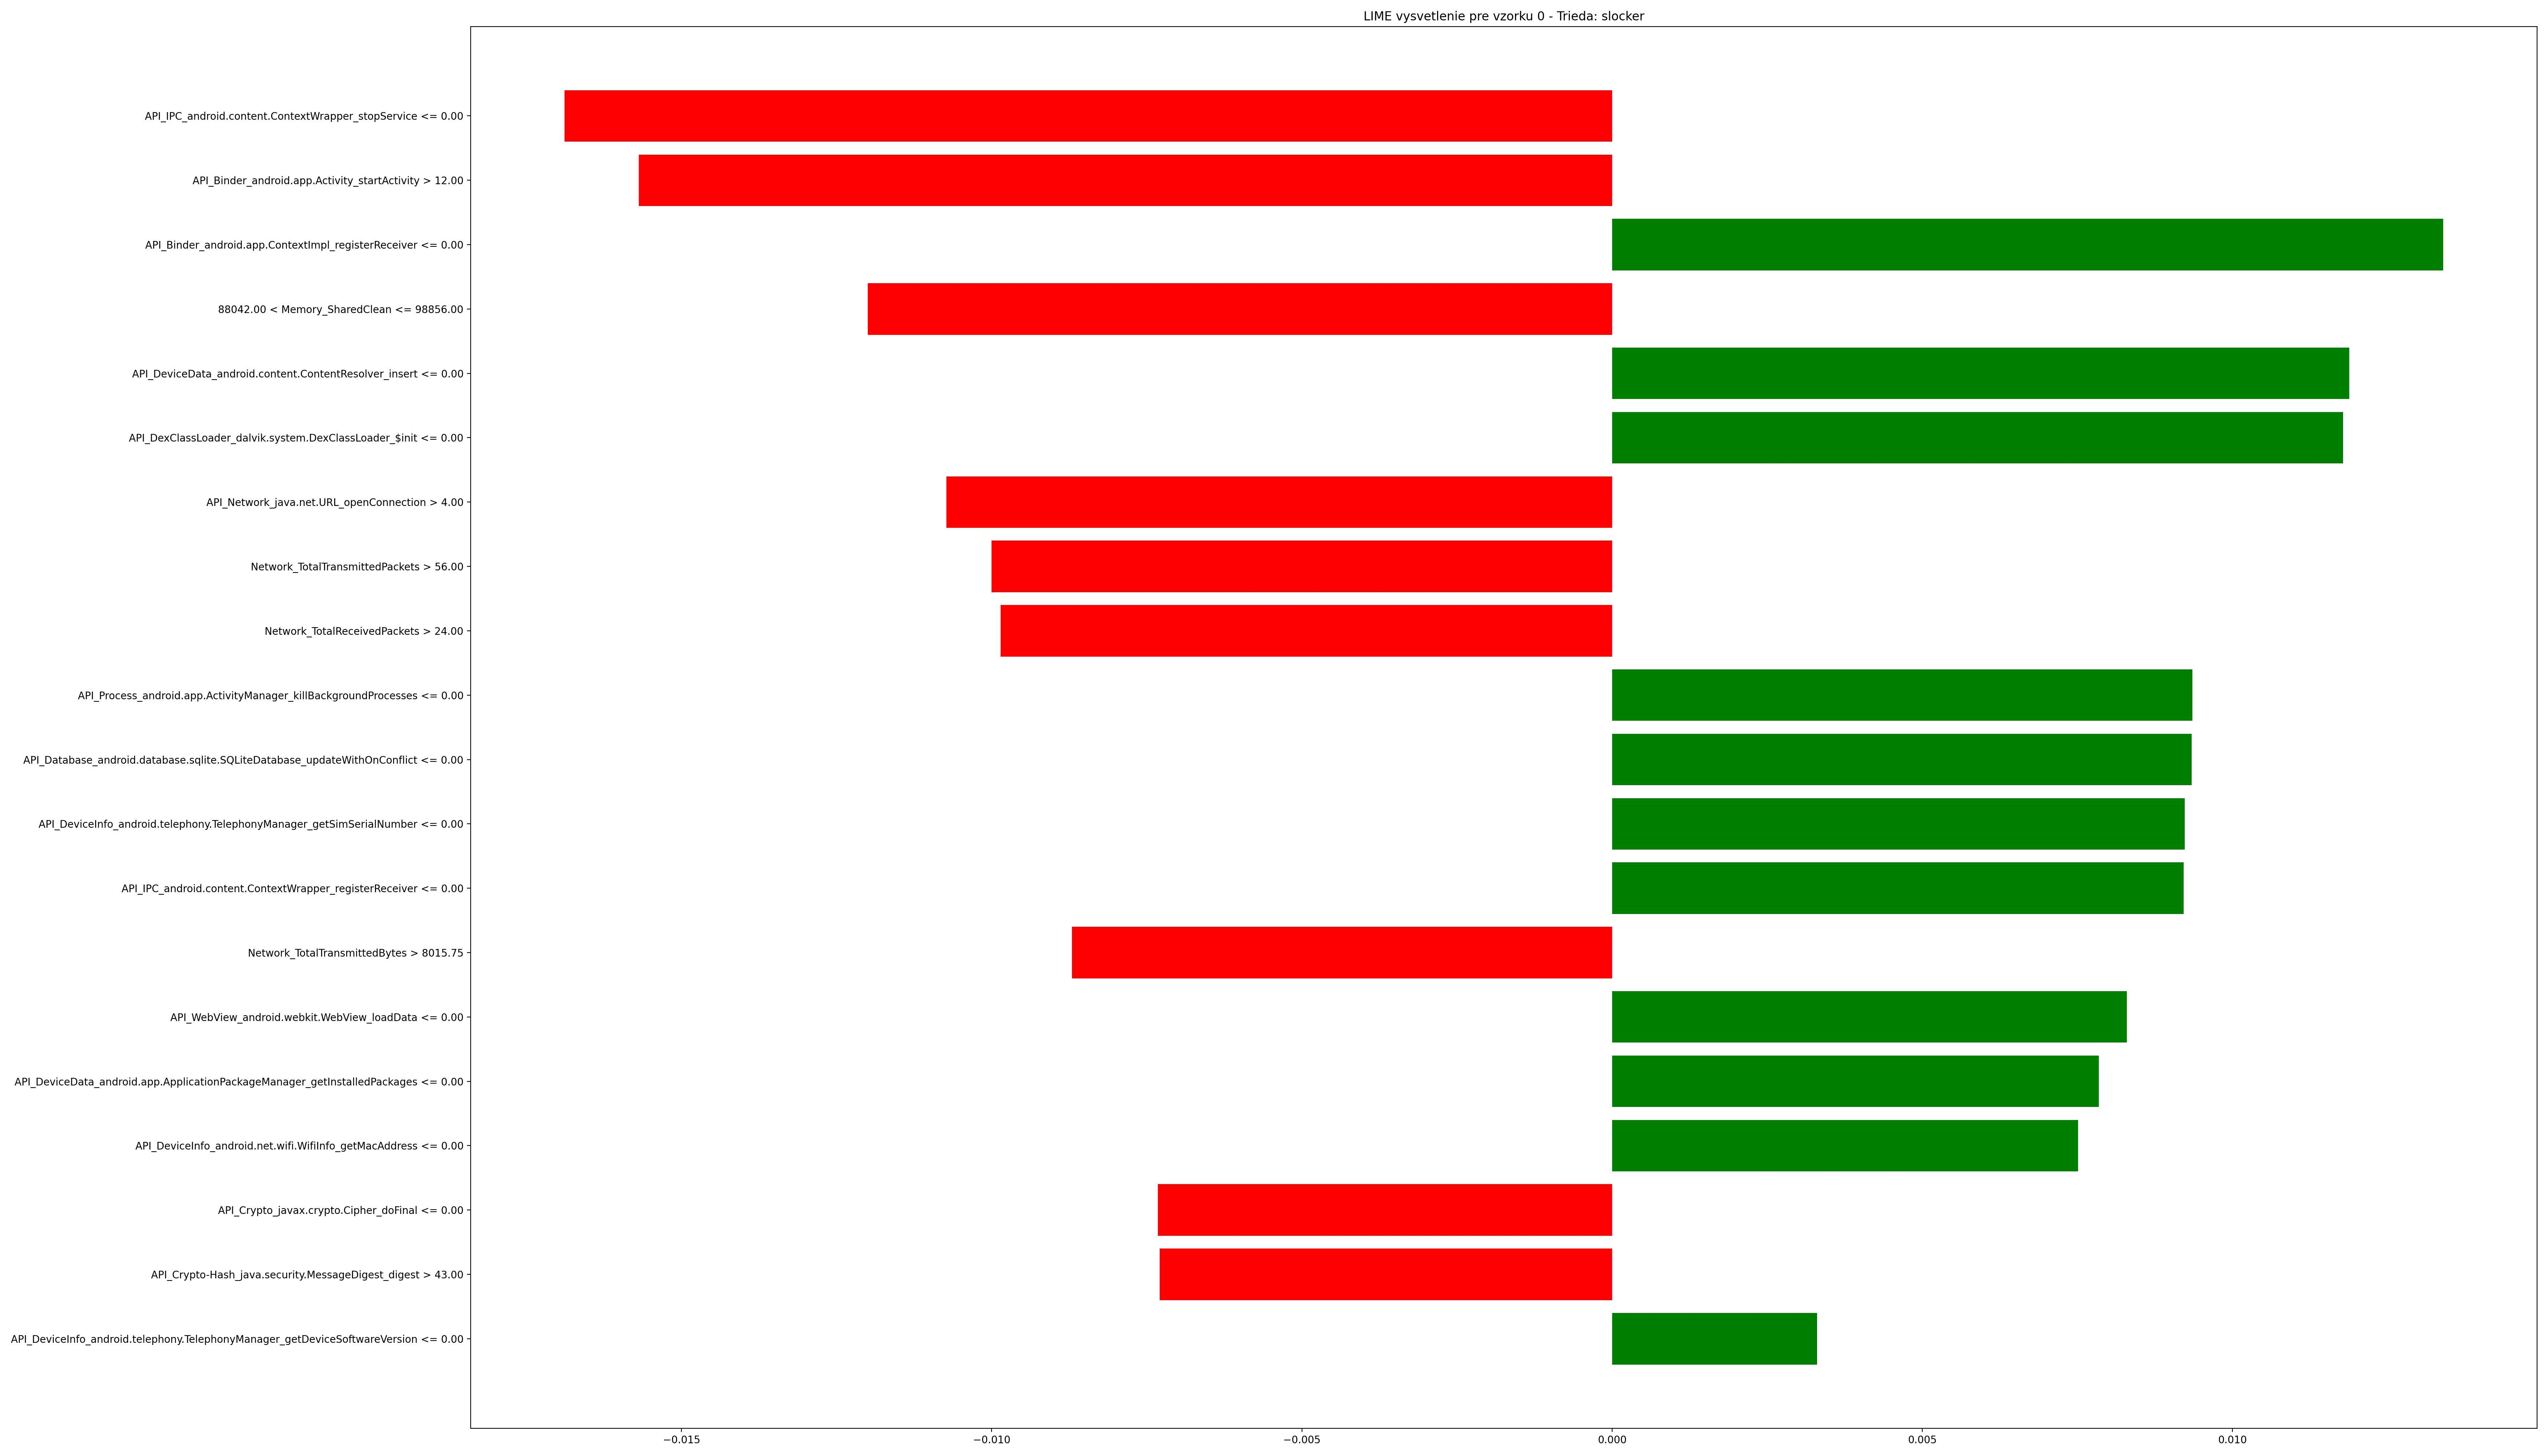 LIME vysvetlenie pre vzorku 0 - Trieda: slocker
API_IPC_android.content.ContextWrapper_stopService <= 0.00
API_Binder_android.app.Activity_startActivity > 12.00
API_Binder_android.app.ContextImpl_registerReceiver <= 0.00
88042.00 < Memory_SharedClean <= 98856.00
API_DeviceData_android.content.ContentResolver_insert <= 0.00
API_DexClassLoader_dalvik.system.DexClassLoader_$init <= 0.00
API_Network_java.net.URL_openConnection > 4.00
Network_TotalTransmittedPackets > 56.00
Network_TotalReceivedPackets > 24.00
API_Process_android.app.ActivityManager_killBackgroundProcesses <= 0.00
API_Database_android.database.sqlite.SQLiteDatabase_updateWithOnConflict <= 0.00
API_DeviceInfo_android.telephony.TelephonyManager_getSimSerialNumber <= 0.00
API_IPC_android.content.ContextWrapper_registerReceiver <= 0.00
Network_TotalTransmittedBytes > 8015.75
API_WebView_android.webkit.WebView_loadData <= 0.00
API_DeviceData_android.app.ApplicationPackageManager_getInstalledPackages <= 0.00
API_DeviceInfo_android.net.wifi.WifiInfo_getMacAddress <= 0.00
API_Crypto_javax.crypto.Cipher_doFinal <= 0.00
API_Crypto-Hash_java.security.MessageDigest_digest > 43.00
API_DeviceInfo_android.telephony.TelephonyManager_getDeviceSoftwareVersion <= 0.00
−0.015 −0.010 −0.005 0.000 0.005 0.010